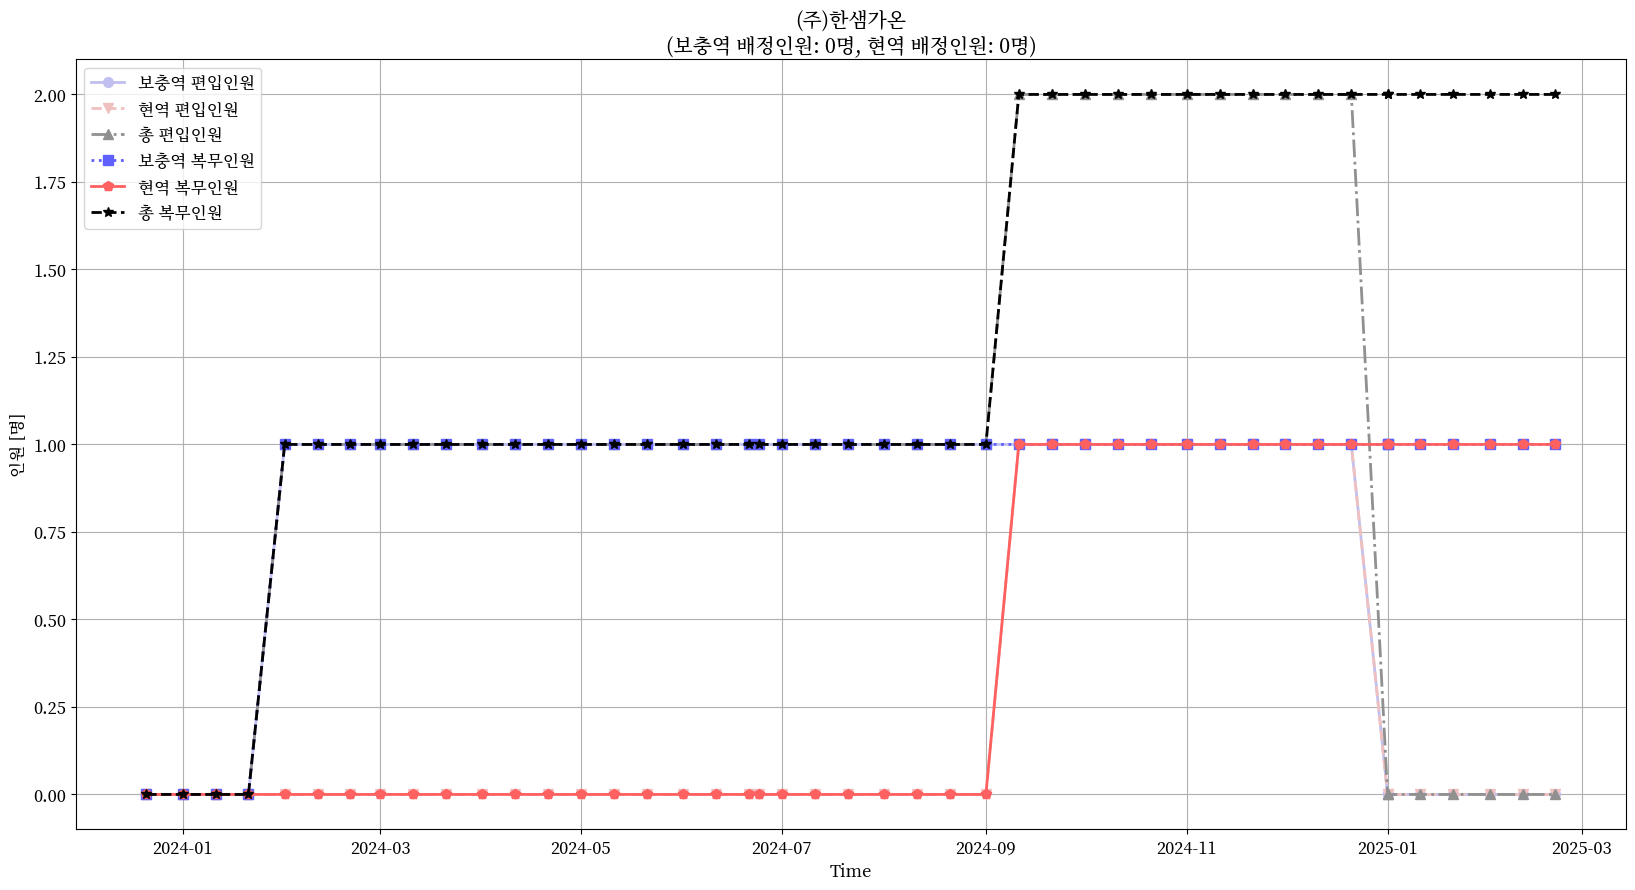 (주)한샘가온
(보충역 배정인원: 0명, 현역 배정인원: 0명)
보충역 편입인원
현역 편입인원
총 편입인원
보충역 복무인원
현역 복무인원
총 복무인원
인원 [명]
2.00
1.75
1.50
1.25
1.00
0.75
0.50
0.25
0.00
2024-01
2024-03
2024-05
2024-07
2024-09
2024-11
2025-01
2025-03
Time